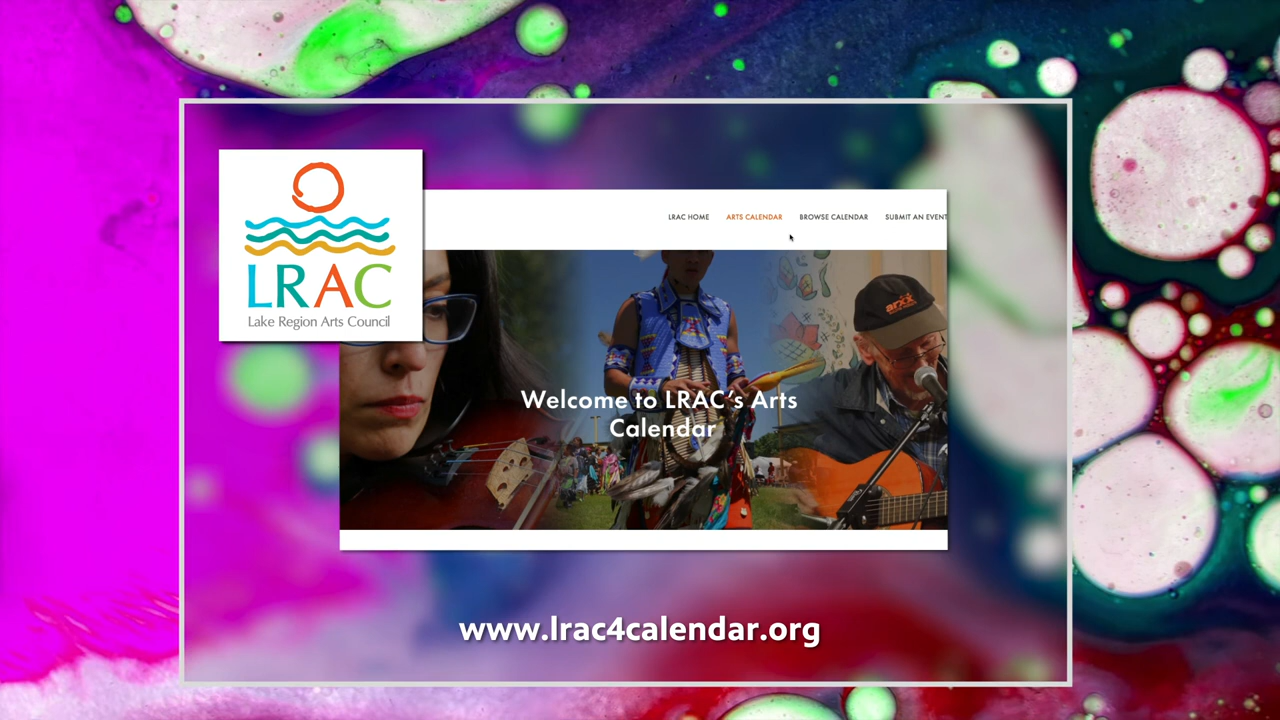 LRAC
Lake Region Arts Council
LRAC HOME ARTS CALENDAR BROWSE CALENDAR SUBMIT AN EVENT
arxx
Welcome to LRAC's Arts
Calendar
www.lrac4calendar.org